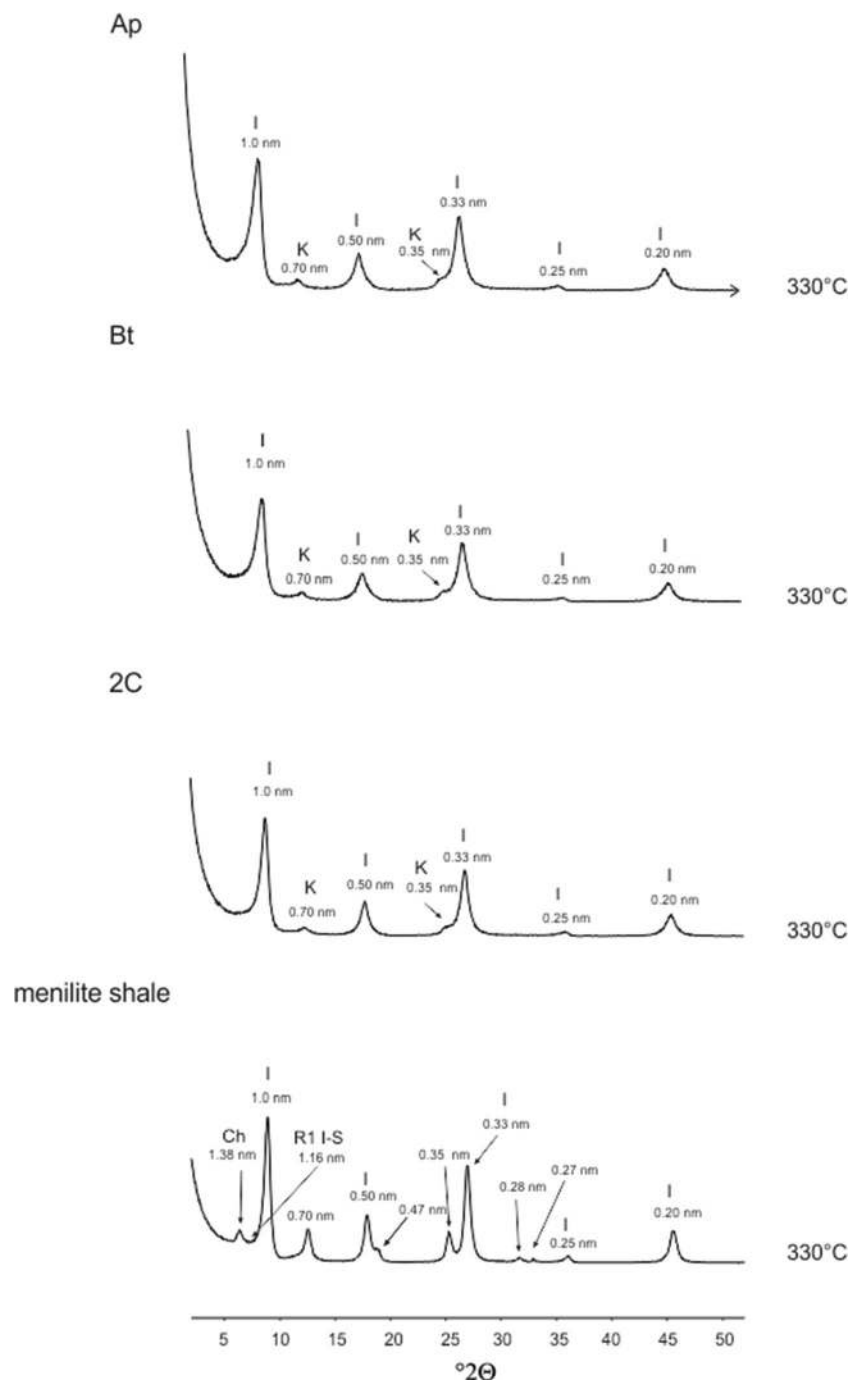 Ap
I
1.0 nm
K
0.70 nm
I
0.50 nm
K
0.35 nm
I
0.33 nm
I
0.25 nm
I
0.20 nm
330°C
Bt
I
1.0 nm
K
0.70 nm
I
0.50 nm
K
0.35 nm
I
0.33 nm
I
0.25 nm
I
0.20 nm
330°C
2C
I
1.0 nm
K
0.70 nm
I
0.50 nm
K
0.35 nm
I
0.33 nm
I
0.25 nm
I
0.20 nm
330°C
menilite shale
Ch
1.38 nm
I
1.0 nm
R1 I-S
1.16 nm
0.70 nm
I
0.50 nm
0.47 nm
0.35 nm
I
0.33 nm
0.28 nm
0.27 nm
I
0.25 nm
I
0.20 nm
330°C
5 10 15 20 25 30 35 40 45 50
°2Θ